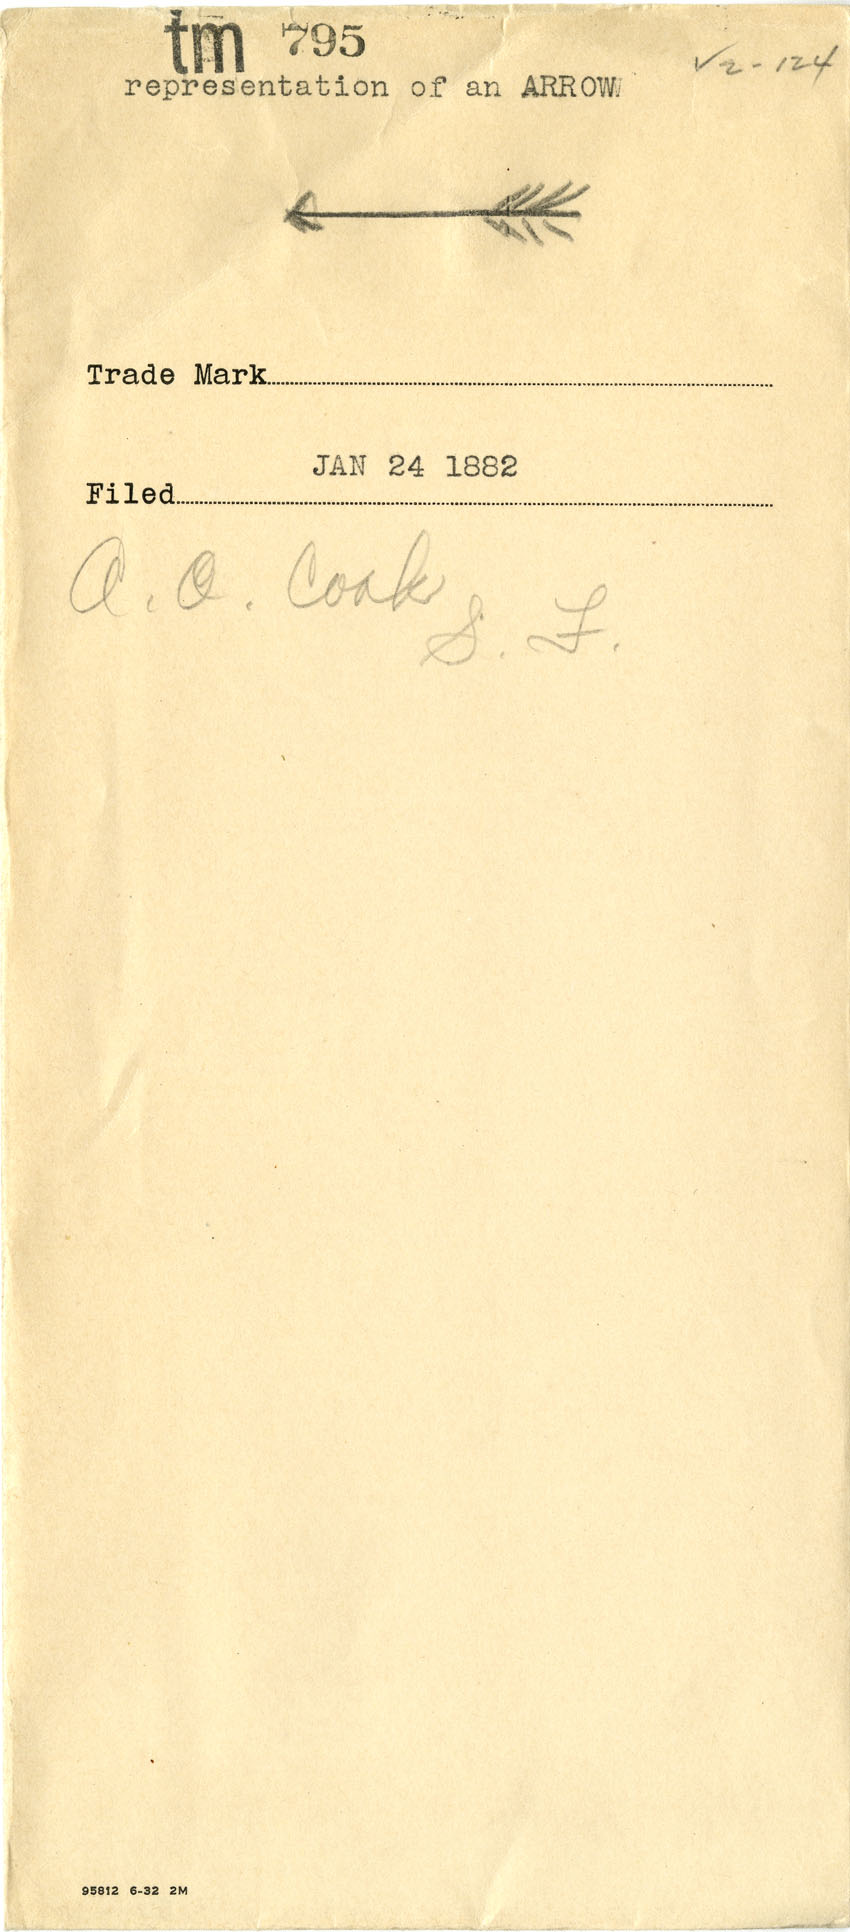 tm 795
V2-124
representation of an ARROW
Trade Mark
JAN 24 1882
Filed
A. O. Cook
S. F.
95812 6-32 2M